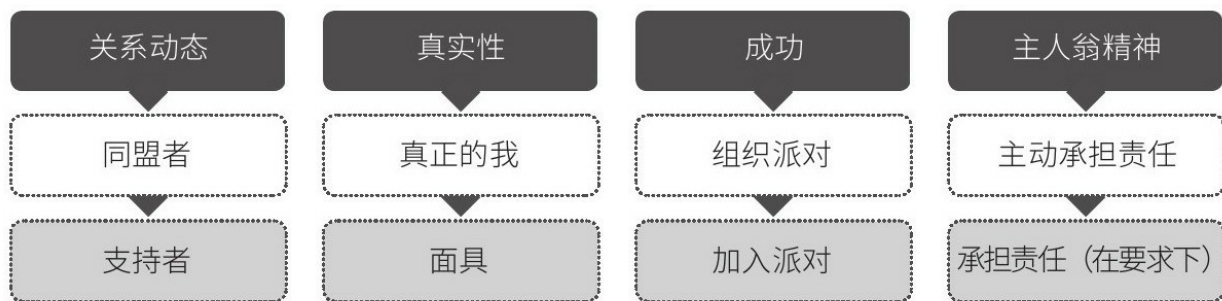 关系动态
真实性
成功
主人翁精神
同盟者
真正的我
组织派对
主动承担责任
支持者
面具
加入派对
承担责任（在要求下）